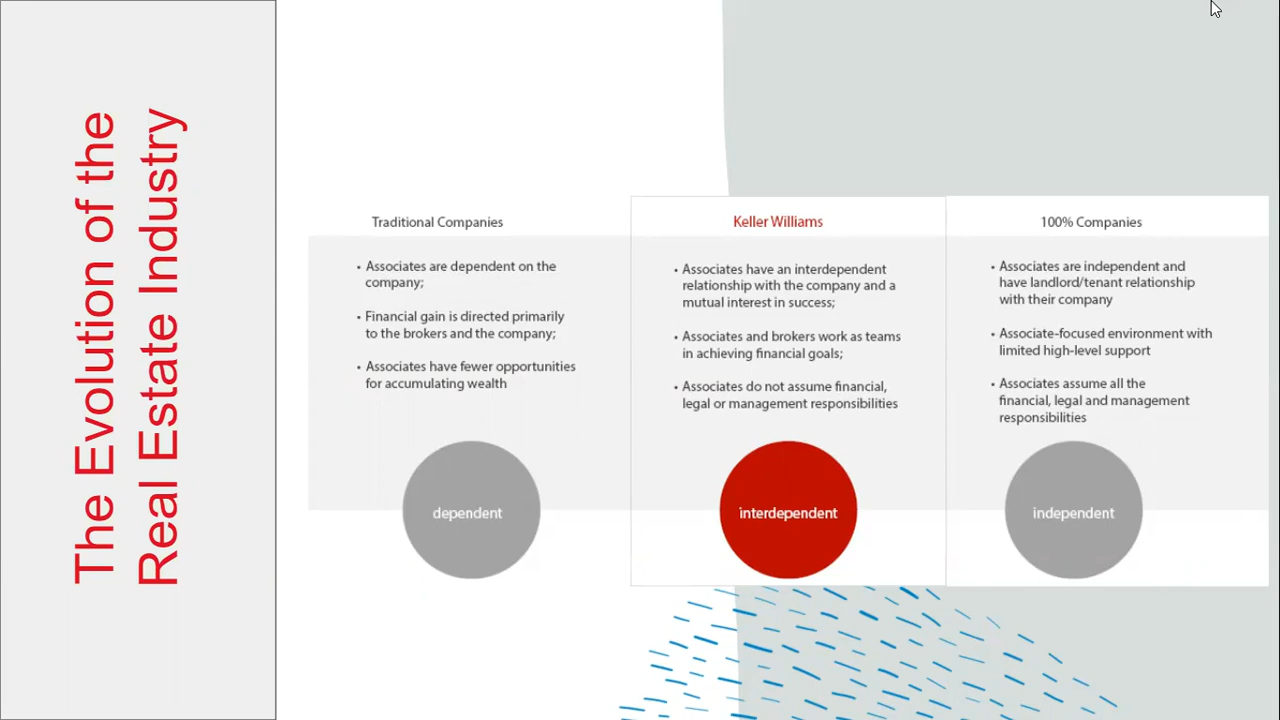 The Evolution of the
Real Estate Industry
Traditional Companies
• Associates are dependent on the
company;
• Financial gain is directed primarily
to the brokers and the company;
• Associates have fewer opportunities
for accumulating wealth
dependent
Keller Williams
• Associates have an interdependent
relationship with the company and a
mutual interest in success;
• Associates and brokers work as teams
in achieving financial goals;
• Associates do not assume financial,
legal or management responsibilities
interdependent
100% Companies
• Associates are independent and
have landlord/tenant relationship
with their company
• Associate-focused environment with
limited high-level support
• Associates assume all the
financial, legal and management
responsibilities
independent